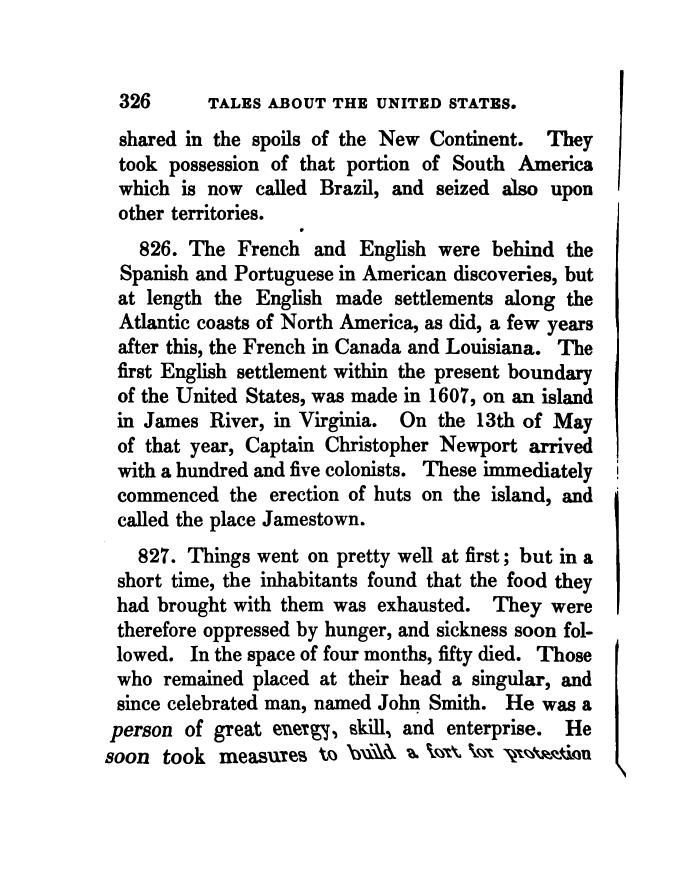 326 TALES ABOUT THE UNITED STATES.
shared in the spoils of the New Continent. They
took possession of that portion of South America
which is now called Brazil, and seized also upon
other territories.
826. The French and English were behind the
Spanish and Portuguese in American discoveries, but
at length the English made settlements along the
Atlantic coasts of North America, as did, a few years
after this, the French in Canada and Louisiana. The
first English settlement within the present boundary
of the United States, was made in 1607, on an island
in James River, in Virginia. On the 13th of May
of that year, Captain Christopher Newport arrived
with a hundred and five colonists. These immediately
commenced the erection of huts on the island, and
called the place Jamestown.
827. Things went on pretty well at first; but in a
short time, the inhabitants found that the food they
had brought with them was exhausted. They were
therefore oppressed by hunger, and sickness soon fol-
lowed. In the space of four months, fifty died. Those
who remained placed at their head a singular, and
since celebrated man, named John Smith. He was a
person of great energy, skill, and enterprise. He
soon took measures to build a fort for protection